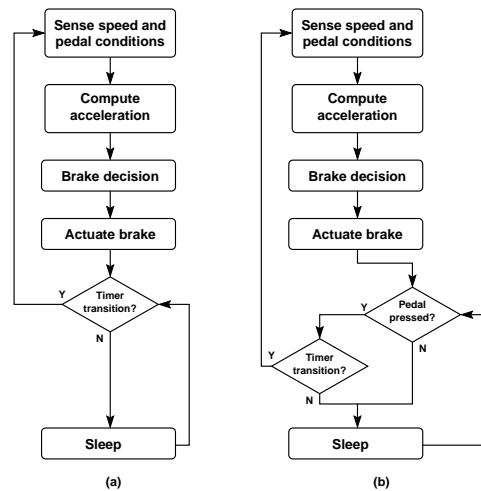 Sense speed and
pedal conditions
Compute
acceleration
Brake decision
Actuate brake
Timer
transition?
Y
N
Sleep
(a)
Sense speed and
pedal conditions
Compute
acceleration
Brake decision
Actuate brake
Pedal
pressed?
Y
N
Timer
transition?
Y
N
Sleep
(b)